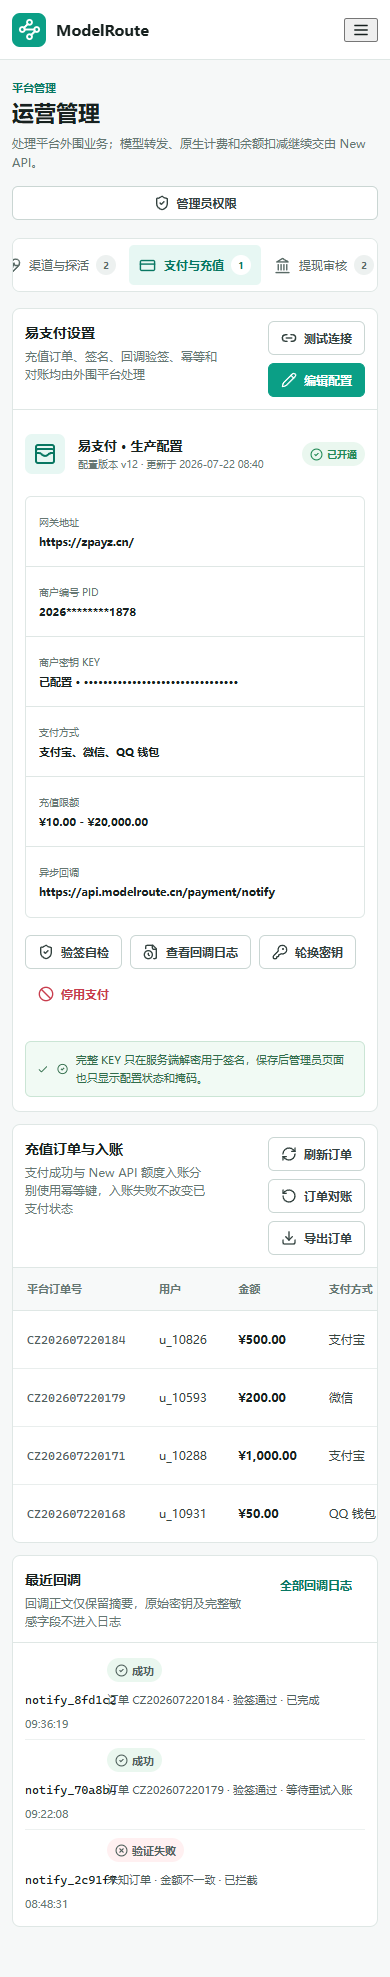 ModelRoute
平台管理
运营管理
处理平台外围业务；模型转发、原生计费和余额扣减继续交由 New
API。
管理员权限
渠道与探活 2
支付与充值 1
提现审核 2
易支付设置
充值订单、签名、回调验签、幂等和
对账均由外围平台处理
测试连接
编辑配置
易支付 • 生产配置
配置版本 v12 · 更新于 2026-07-22 08:40
已开通
网关地址
https://zpayz.cn/
商户编号 PID
2026********1878
商户密钥 KEY
已配置 • ••••••••••••••••••••••••••••••••
支付方式
支付宝、微信、QQ 钱包
充值限额
¥10.00 - ¥20,000.00
异步回调
https://api.modelroute.cn/payment/notify
验签自检
查看回调日志
轮换密钥
停用支付
完整 KEY 只在服务端解密用于签名，保存后管理员页面
也只显示配置状态和掩码。
充值订单与入账
支付成功与 New API 额度入账分
别使用幂等键，入账失败不改变已
支付状态
刷新订单
订单对账
导出订单
平台订单号 用户 金额 支付方式
CZ202607220184 u_10826 ¥500.00 支付宝
CZ202607220179 u_10593 ¥200.00 微信
CZ202607220171 u_10288 ¥1,000.00 支付宝
CZ202607220168 u_10931 ¥50.00 QQ 钱包
最近回调
回调正文仅保留摘要，原始密钥及完整敏
感字段不进入日志
全部回调日志
成功
notify_8fd1c2 订单 CZ202607220184 · 验签通过 · 已完成
09:36:19
成功
notify_70a8b 订单 CZ202607220179 · 验签通过 · 等待重试入账
09:22:08
验证失败
notify_2c91f7 未知订单 · 金额不一致 · 已拦截
08:48:31